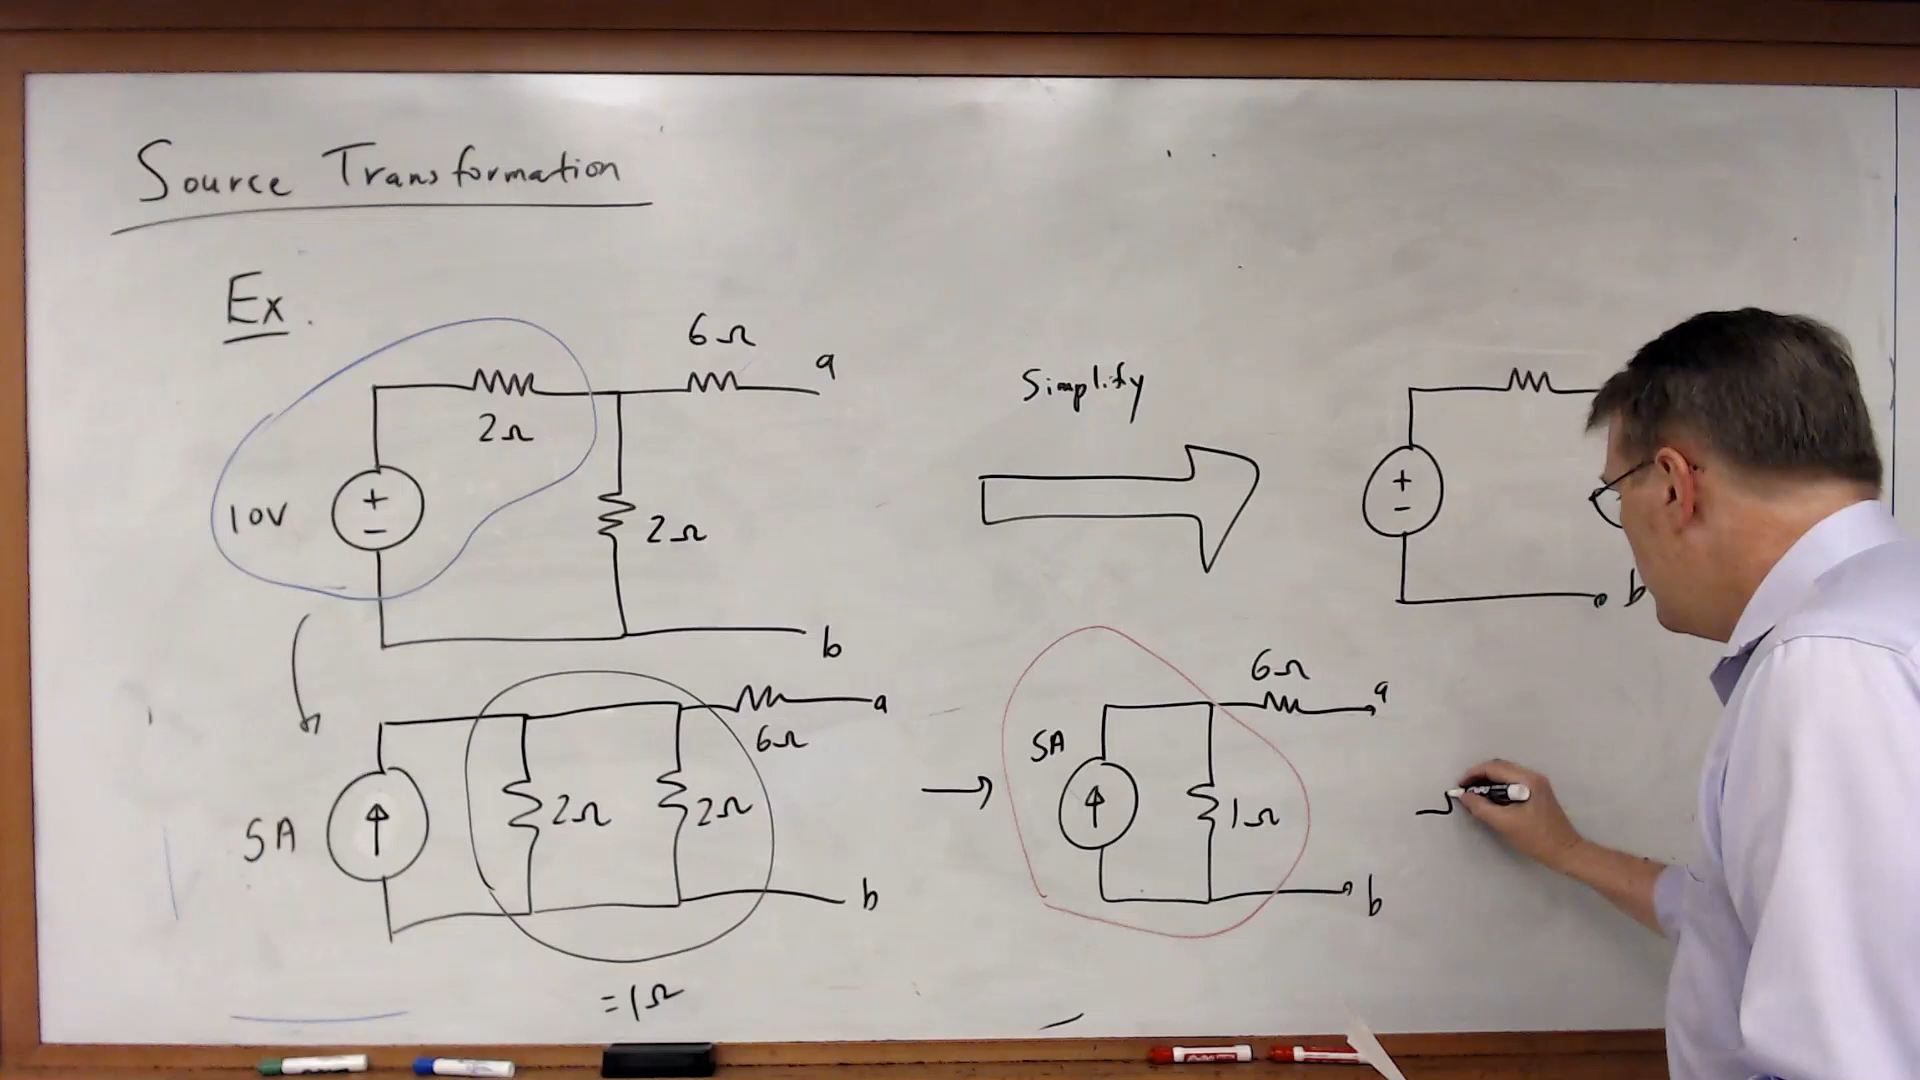 Source Transformation
Ex.
6Ω
a
2Ω
10V
+
-
2Ω
b
Simplify
+
-
b
a
6Ω
5A
2Ω
2Ω
b
=1Ω
6Ω
a
5A
1Ω
b